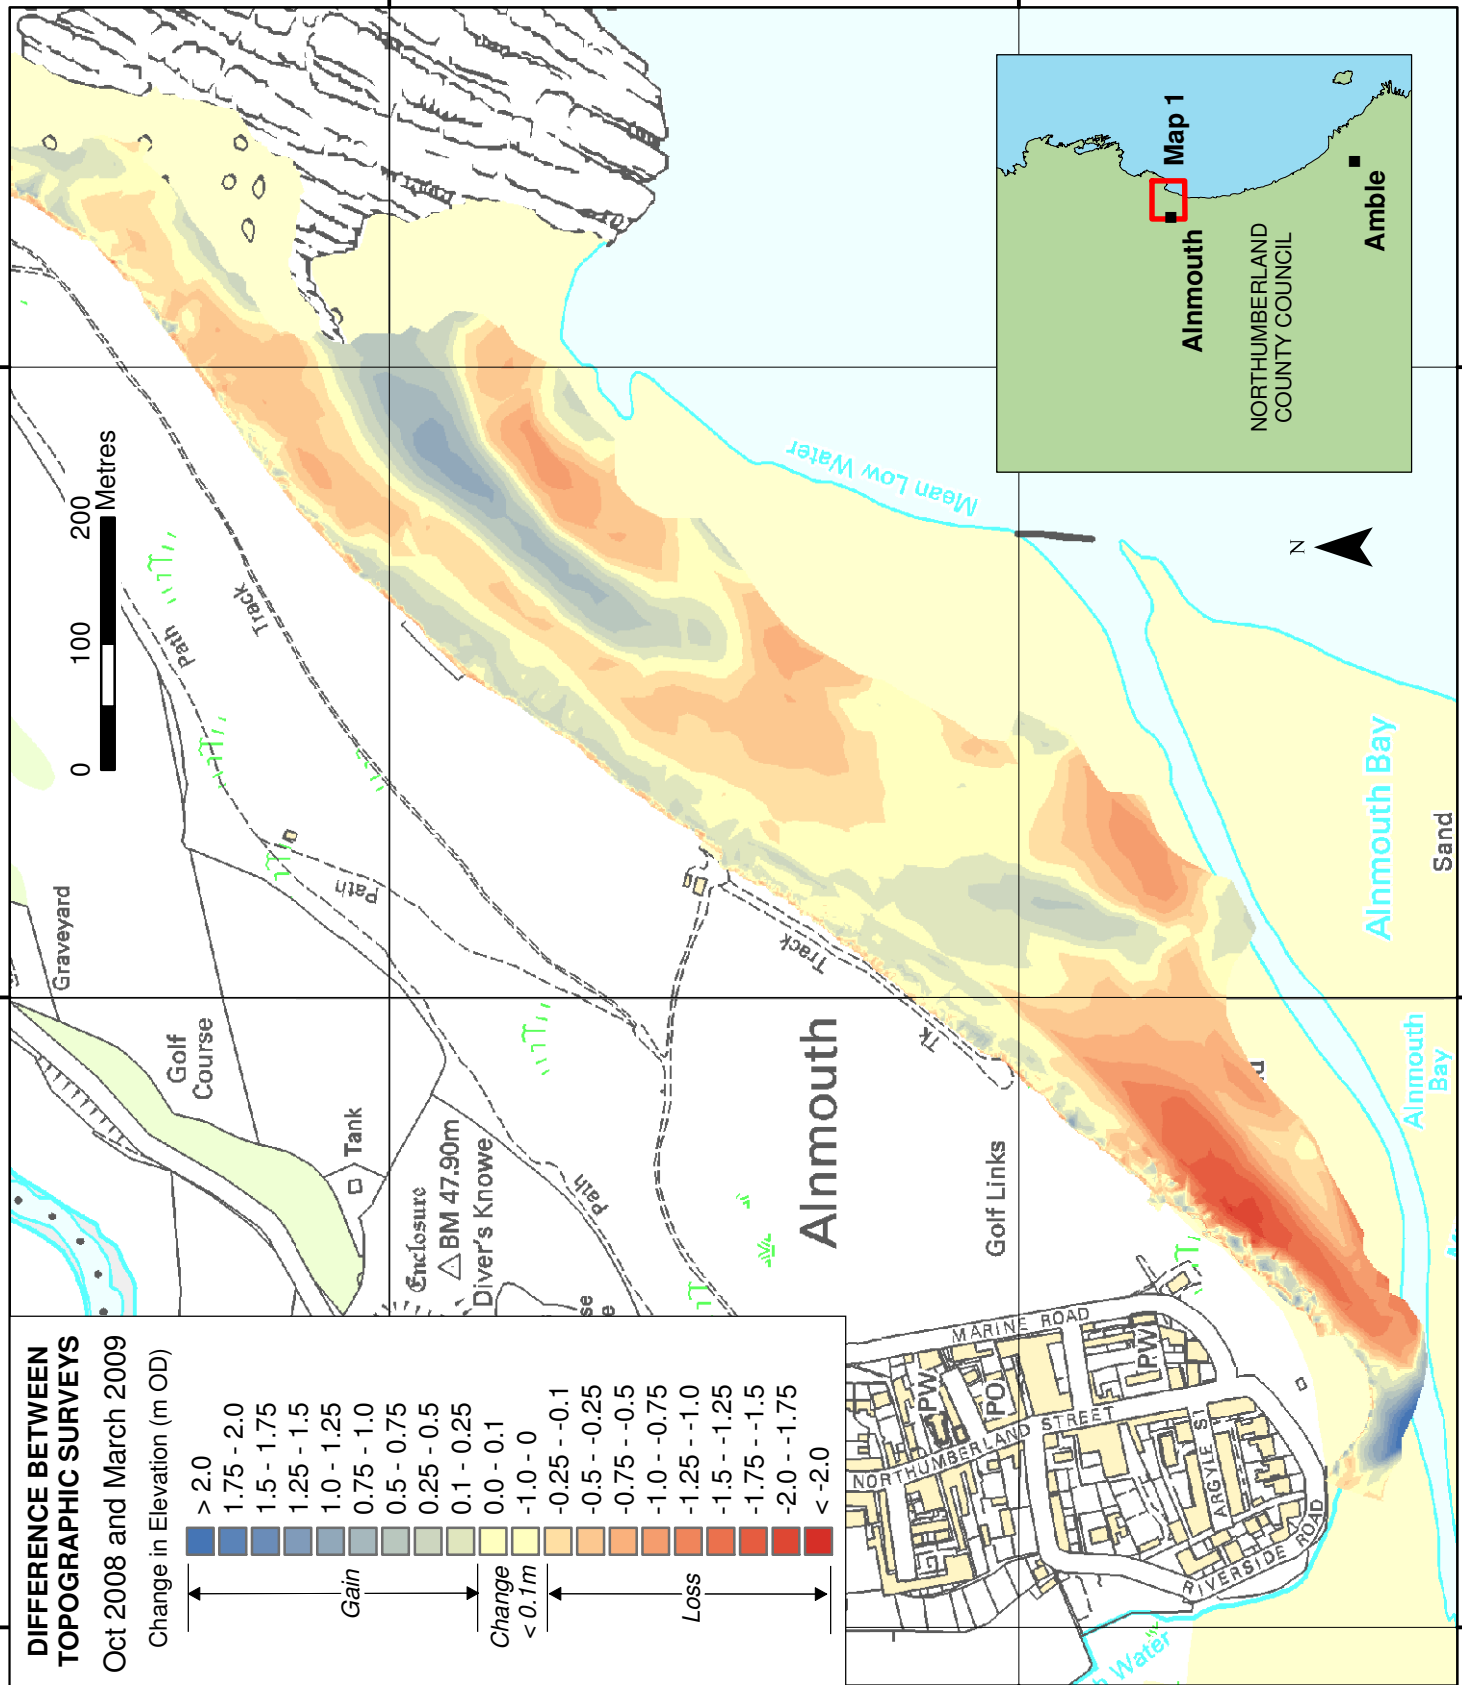 DIFFERENCE BETWEEN
TOPOGRAPHIC SURVEYS
Oct 2008 and March 2009
Change in Elevation (m OD)
> 2.0
1.75 - 2.0
1.5 - 1.75
1.25 - 1.5
1.0 - 1.25
0.75 - 1.0
0.5 - 0.75
0.25 - 0.5
0.1 - 0.25
0.0 - 0.1
-1.0 - 0
-0.25 - -0.1
-0.5 - -0.25
-0.75 - -0.5
-1.0 - -0.75
-1.25 - -1.0
-1.5 - -1.25
-1.75 - -1.5
-2.0 - -1.75
< -2.0
Gain
Change
< 0.1m
Loss
0 100 200
Metres
Graveyard
Golf
Course
Tank
Enclosure
BM 47.90m
Diver's Knowe
se
e
Path
Path
Path
Track
Track
Tk
Alnmouth
Golf Links
MARINE ROAD
NORTHUMBERLAND STREET
ARGYLE ST
RIVERSIDE ROAD
PW
PO
PW
Water
Mean Low Water
Alnmouth Bay
Alnmouth
Bay
Sand
N
Map 1
Alnmouth
Amble
NORTHUMBERLAND
COUNTY COUNCIL